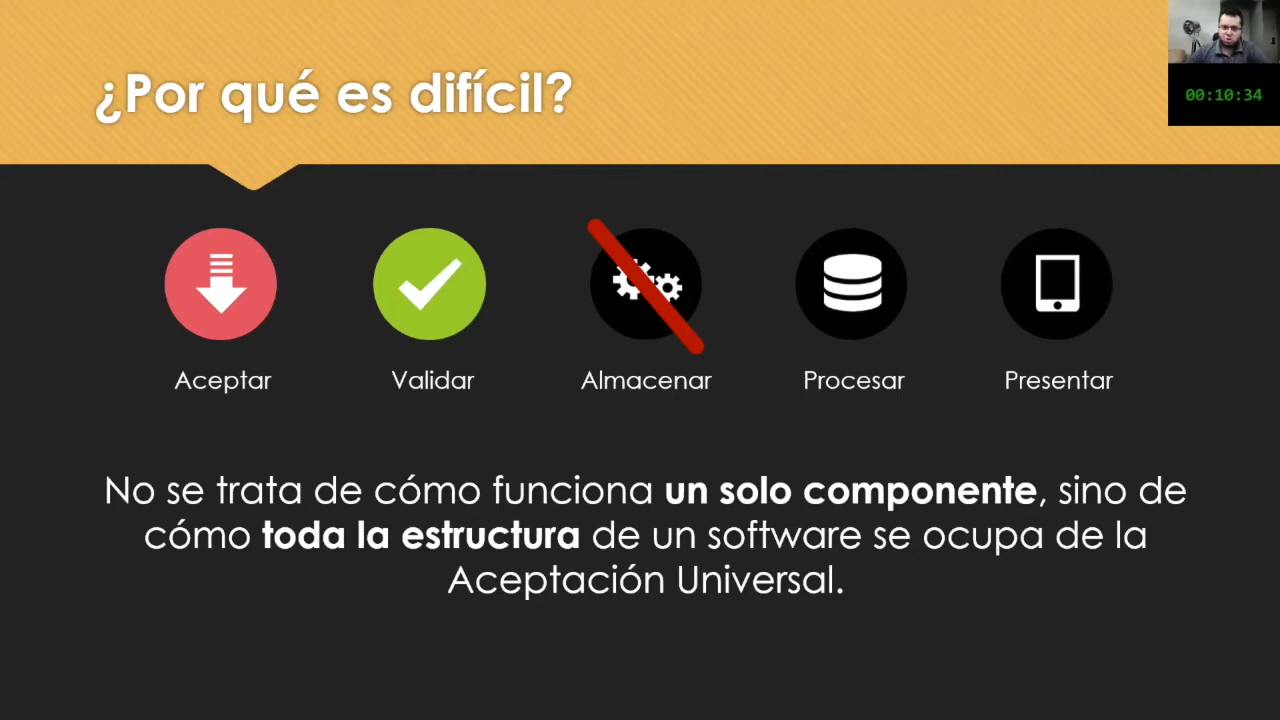 ¿Por qué es difícil?
00:10:34
Aceptar
Validar
Almacenar
Procesar
Presentar
No se trata de cómo funciona un solo componente, sino de
cómo toda la estructura de un software se ocupa de la
Aceptación Universal.